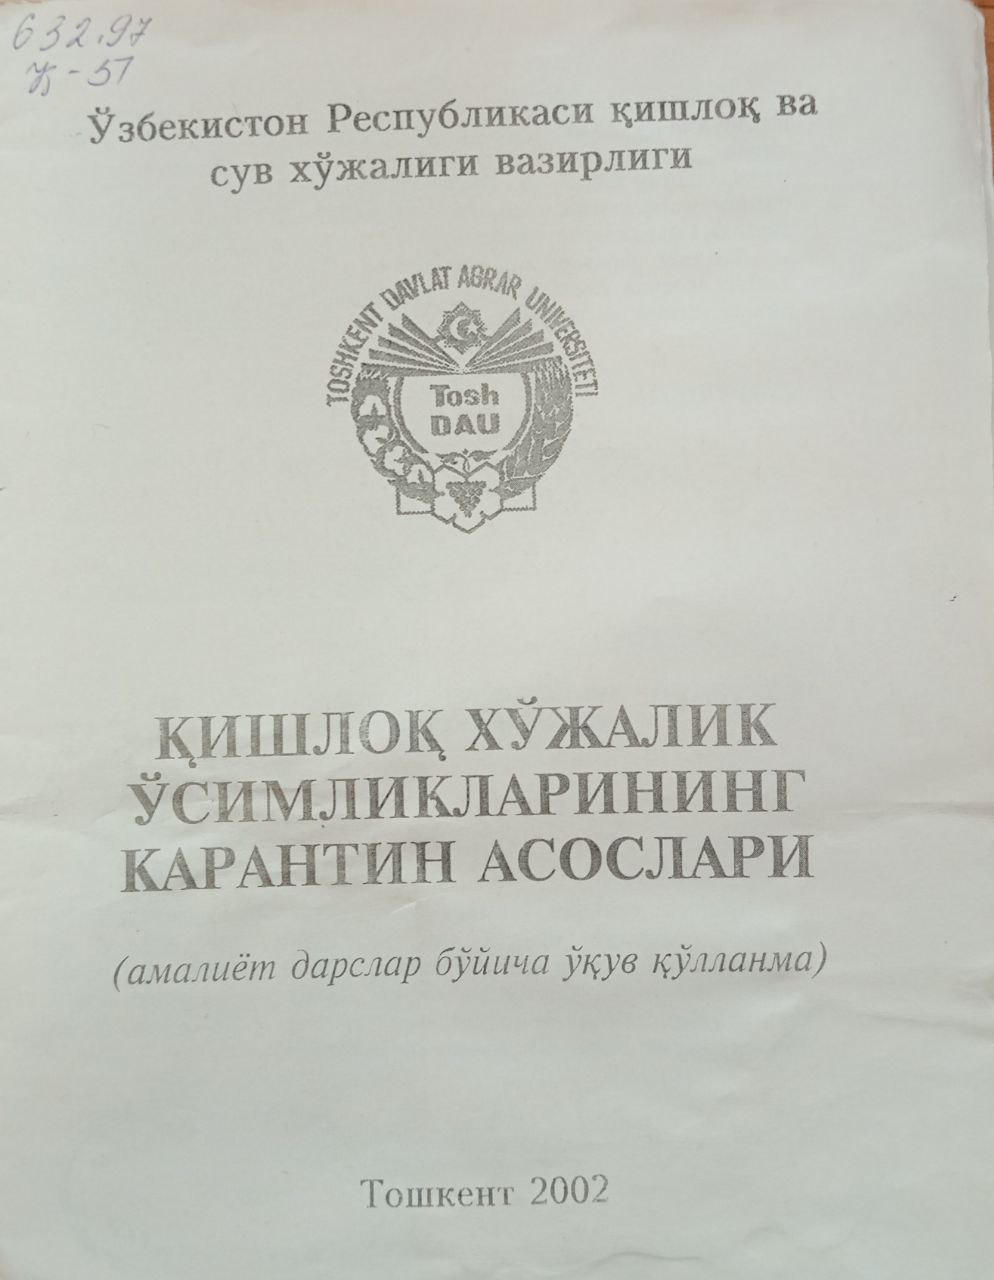 632.97
Ўзбекистон Республикаси қишлоқ ва
сув хўжалиги вазирлиги
TOSHKENT DAVLAT AGRAR UNIVERSITETI
Tosh
DAU
ҚИШЛОҚ ХЎЖАЛИК
ЎСИМЛИКЛАРИНИНГ
КАРАНТИН АСОСЛАРИ
(амалиёт дарслар бўйича ўқув қўлланма)
Тошкент 2002